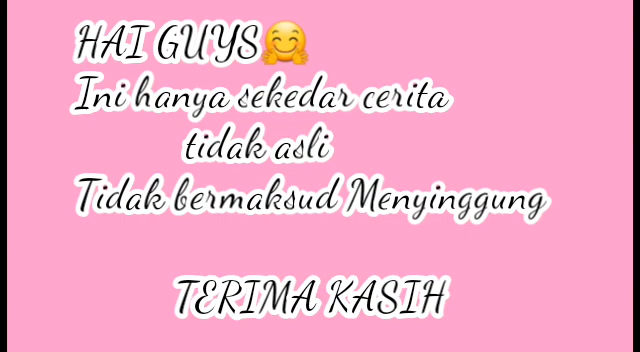 HAI GUYS🤗
Ini hanya sekedar cerita
tidak asli
Tidak bermaksud Menyinggung
TERIMA KASIH